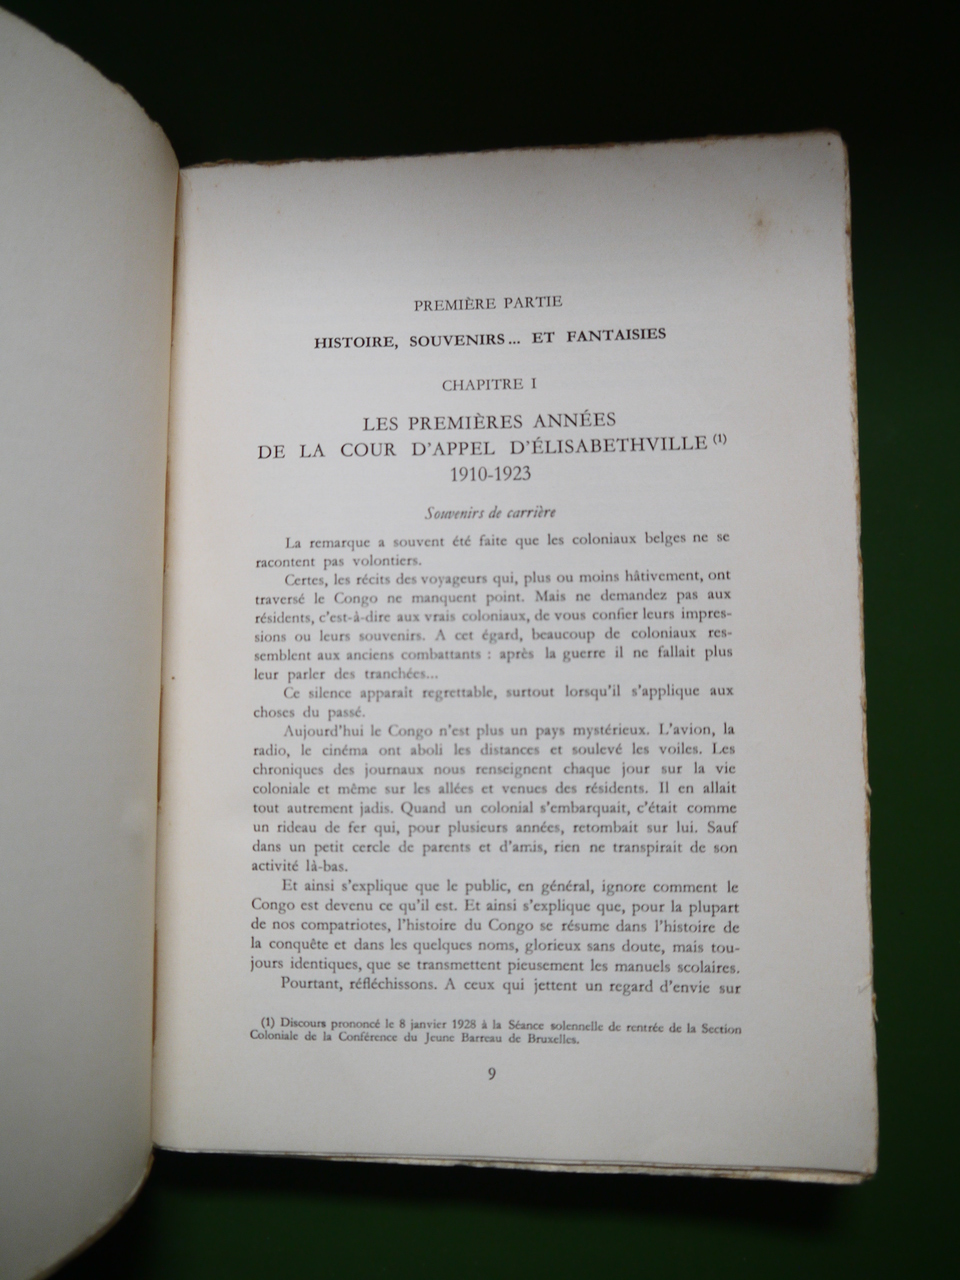 PREMIÈRE PARTIE
HISTOIRE, SOUVENIRS... ET FANTAISIES
CHAPITRE I
LES PREMIÈRES ANNÉES
DE LA COUR D'APPEL D'ÉLISABETHVILLE (1)
1910-1923
Souvenirs de carrière
La remarque a souvent été faite que les coloniaux belges ne se
racontent pas volontiers.
Certes, les récits des voyageurs qui, plus ou moins hâtivement, ont
traversé le Congo ne manquent point. Mais ne demandez pas aux
résidents, c'est-à-dire aux vrais coloniaux, de vous confier leurs impres-
sions ou leurs souvenirs. A cet égard, beaucoup de coloniaux res-
semblent aux anciens combattants : après la guerre il ne fallait plus
leur parler des tranchées...
Ce silence apparaît regrettable, surtout lorsqu'il s'applique aux
choses du passé.
Aujourd'hui le Congo n'est plus un pays mystérieux. L'avion, la
radio, le cinéma ont aboli les distances et soulevé les voiles. Les
chroniques des journaux nous renseignent chaque jour sur la vie
coloniale et même sur les allées et venues des résidents. Il en allait
tout autrement jadis. Quand un colonial s'embarquait, c'était comme
un rideau de fer qui, pour plusieurs années, retombait sur lui. Sauf
dans un petit cercle de parents et d'amis, rien ne transpirait de son
activité là-bas.
Et ainsi s'explique que le public, en général, ignore comment le
Congo est devenu ce qu'il est. Et ainsi s'explique que, pour la plupart
de nos compatriotes, l'histoire du Congo se résume dans l'histoire de
la conquête et dans les quelques noms, glorieux sans doute, mais tou-
jours identiques, que se transmettent pieusement les manuels scolaires.
Pourtant, réfléchissons. A ceux qui jettent un regard d'envie sur
(1) Discours prononcé le 8 janvier 1928 à la Séance solennelle de rentrée de la Section
Coloniale de la Conférence du Jeune Barreau de Bruxelles.
9